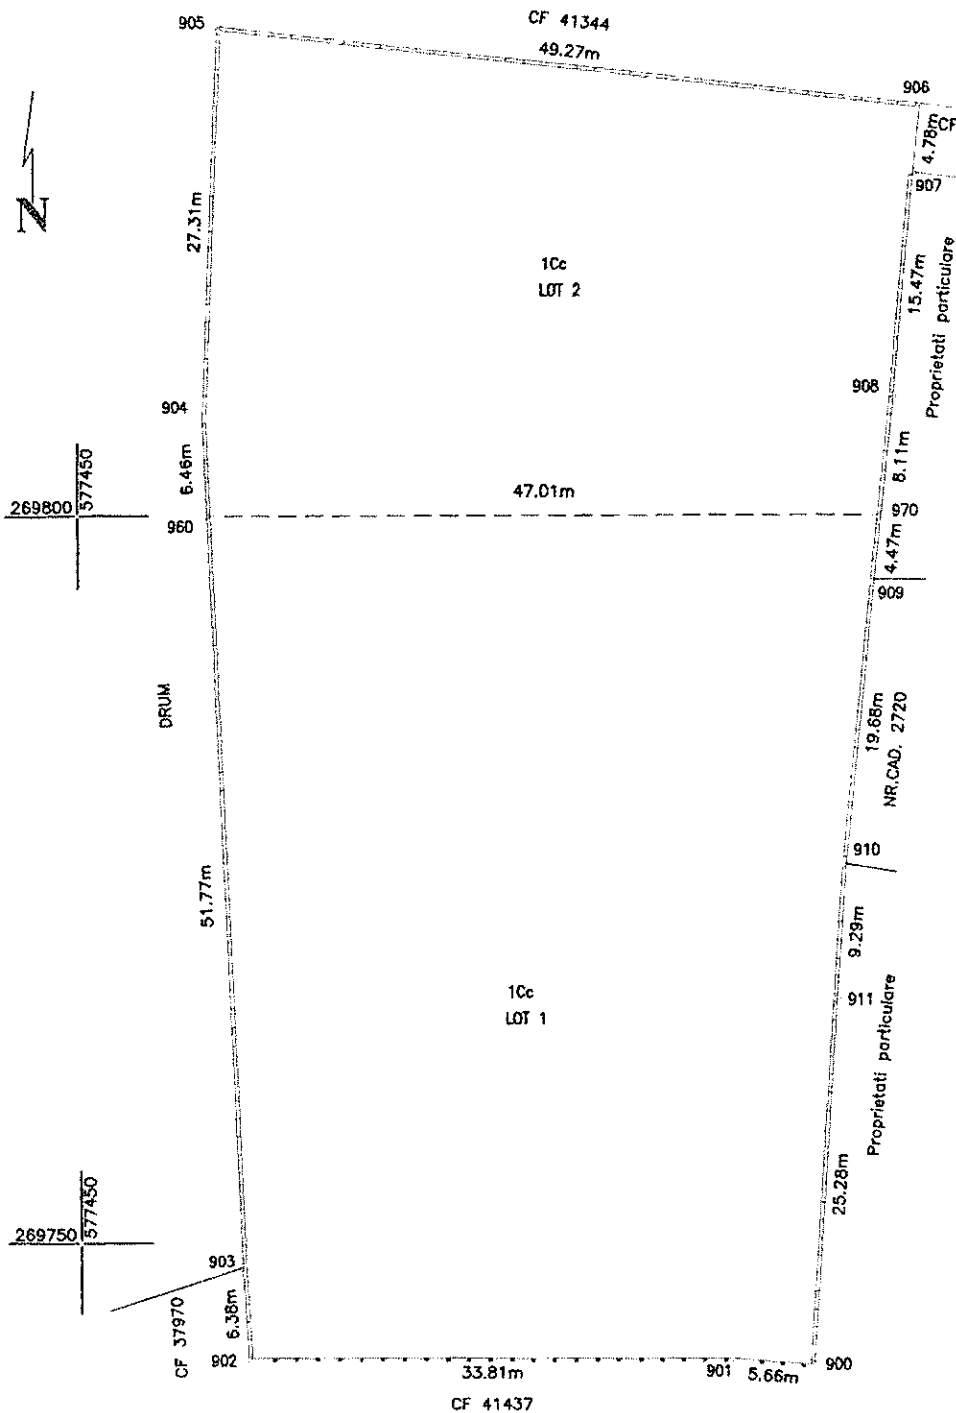 CF 41344
905
49.27m
906
4.78m
CF
907
N
27.31m
1Cc
LOT 2
15.47m
Proprietati particulare
908
904
6.46m
8.11m
577450
269800
47.01m
970
960
4.47m
909
DRUM
19.68m
NR.CAD. 2720
910
51.77m
9.29m
1Cc
LOT 1
911
Proprietati particulare
25.28m
577450
269750
903
CF 37970
6.38m
902
33.81m
901
5.66m
900
CF 41437